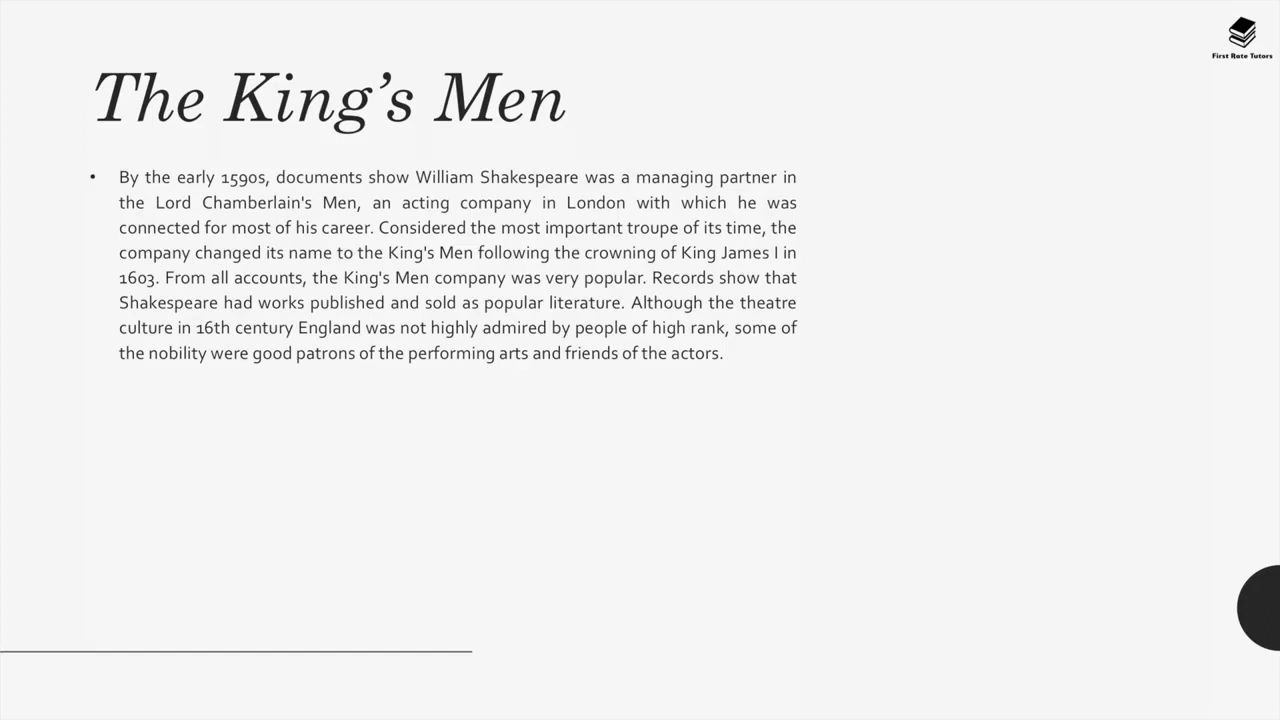 First Rate Tutors
The King's Men
• By the early 1590s, documents show William Shakespeare was a managing partner in
the Lord Chamberlain's Men, an acting company in London with which he was
connected for most of his career. Considered the most important troupe of its time, the
company changed its name to the King's Men following the crowning of King James I in
1603. From all accounts, the King's Men company was very popular. Records show that
Shakespeare had works published and sold as popular literature. Although the theatre
culture in 16th century England was not highly admired by people of high rank, some of
the nobility were good patrons of the performing arts and friends of the actors.